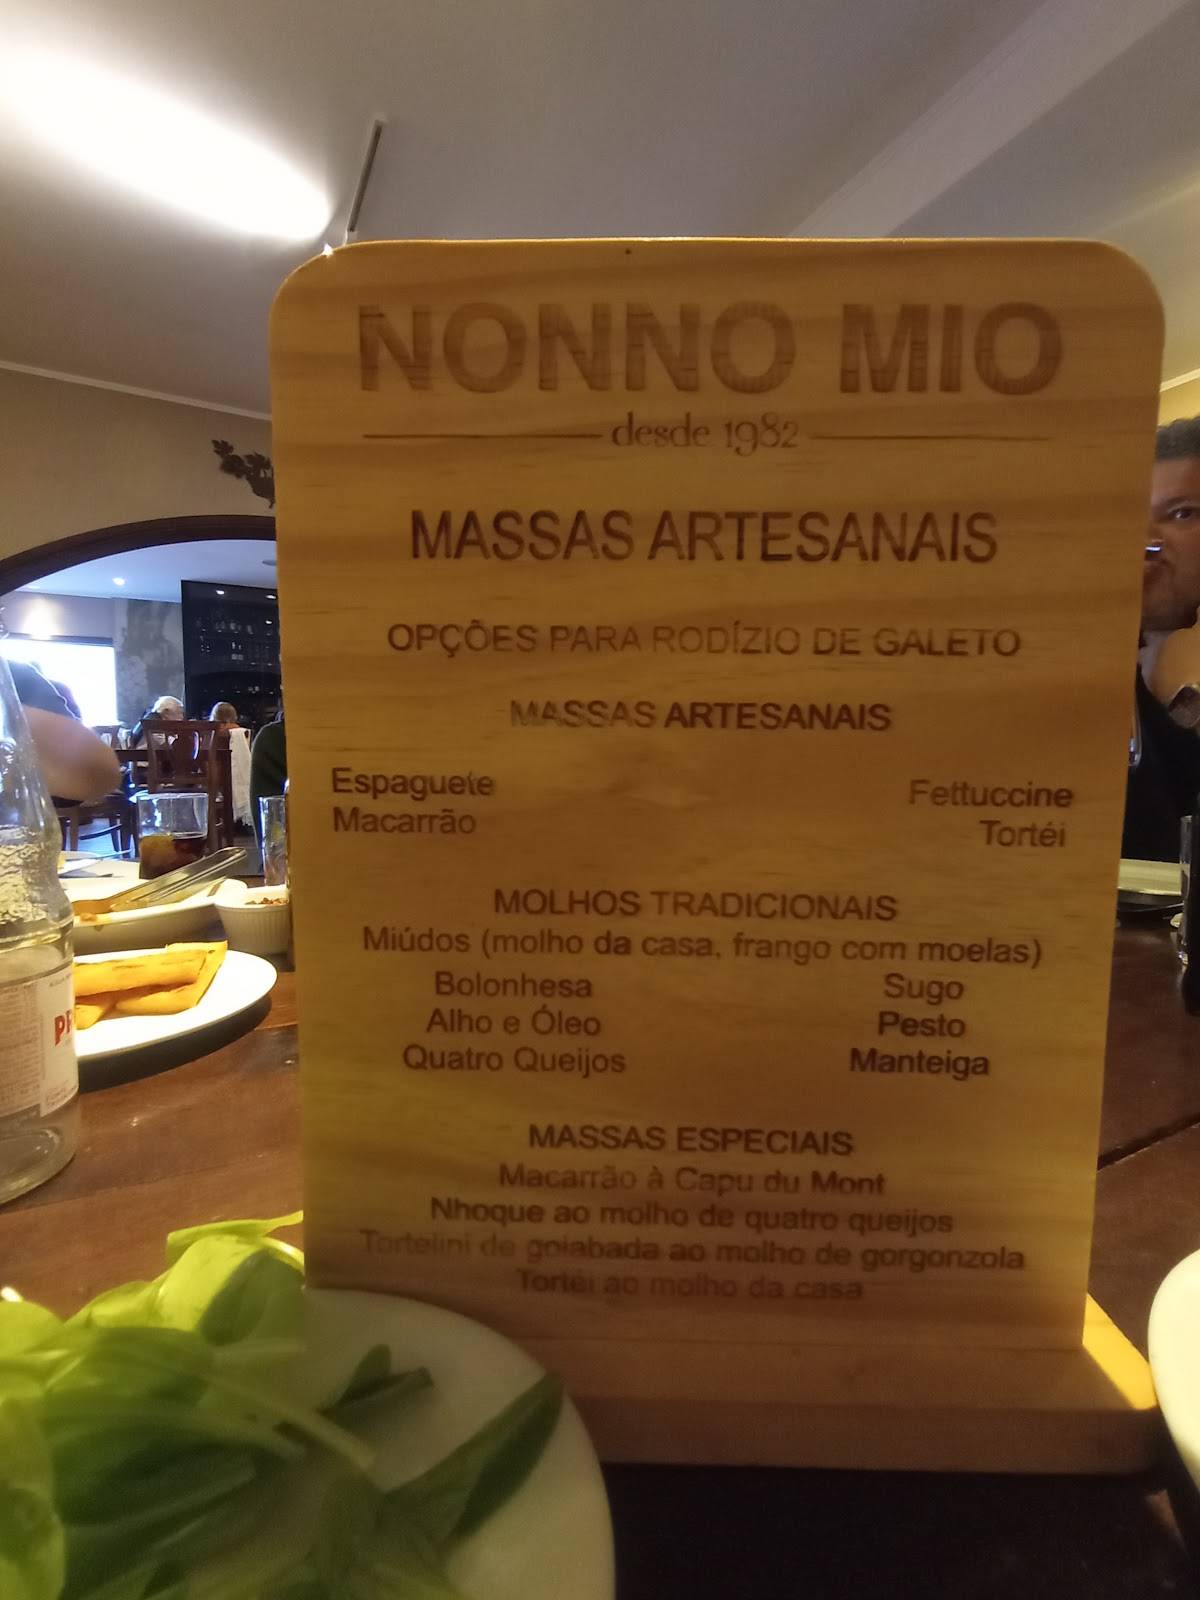 NONNO MIO
desde 1982
MASSAS ARTESANAIS
OPÇÕES PARA RODÍZIO DE GALETO
MASSAS ARTESANAIS
Espaguete Fettuccine
Macarrão Tortéi
MOLHOS TRADICIONAIS
Miúdos (molho da casa, frango com moelas)
Bolonhesa Sugo
Alho e Óleo Pesto
Quatro Queijos Manteiga
MASSAS ESPECIAIS
Macarrão à Capu du Mont
Nhoque ao molho de quatro queijos
Tortelini de goiabada ao molho de gorgonzola
Tortéi ao molho da casa